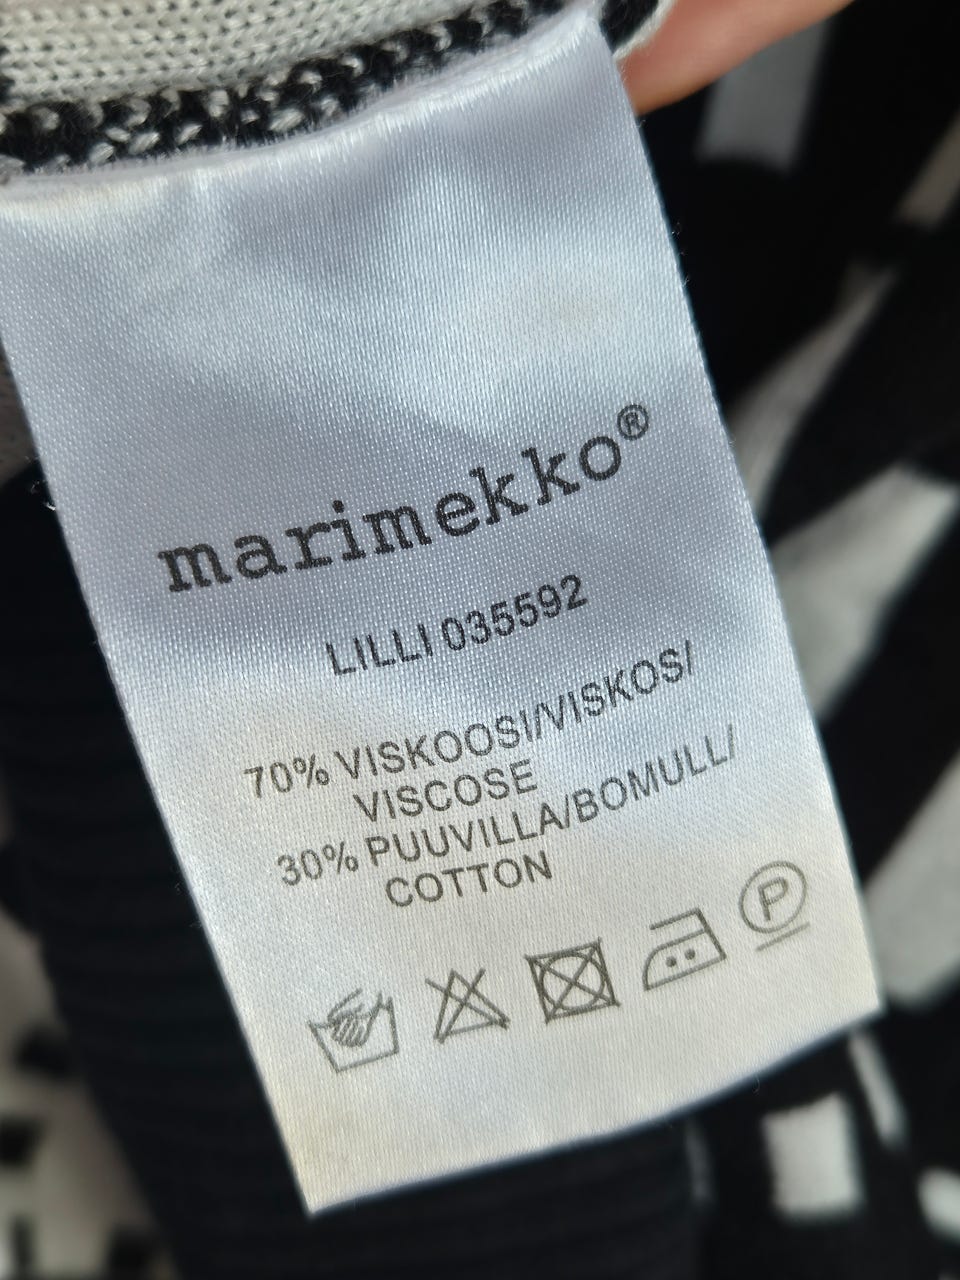 marimekko®
LILLI 035592
70% VISKOOSI/VISKOS/
VISCOSE
30% PUUVILLA/BOMULL/
COTTON
P